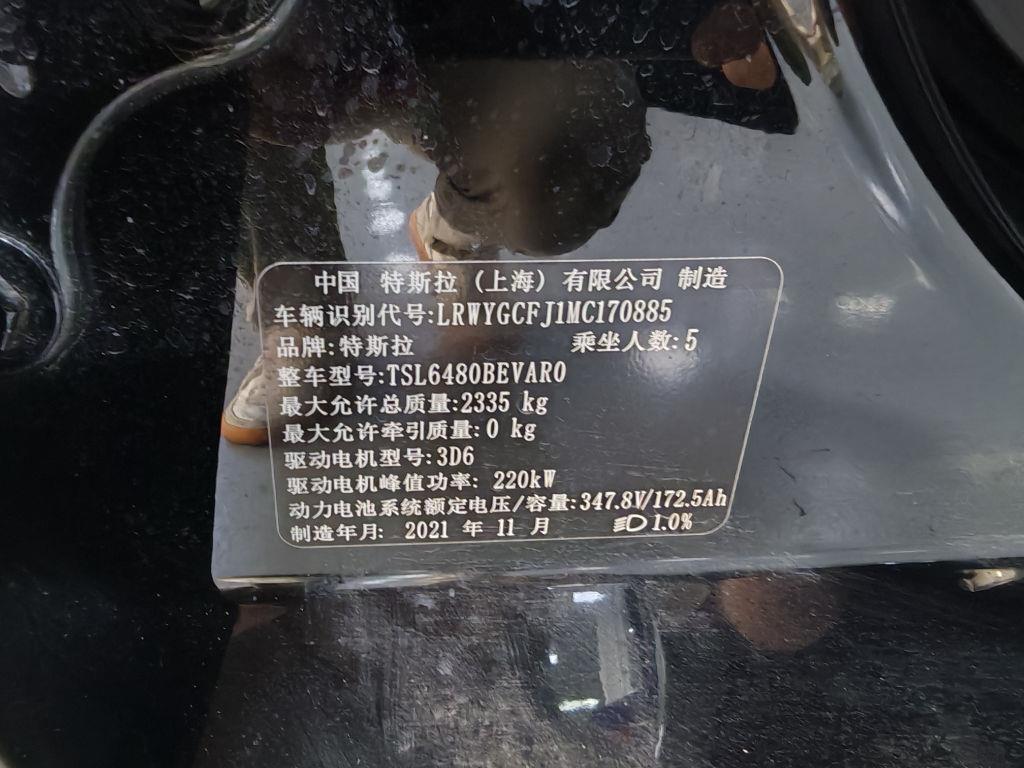 中国 特斯拉(上海)有限公司 制造
车辆识别代号:LRWYGCFJ1MC170885
品牌:特斯拉 乘坐人数:5
整车型号:TSL6480BEVAR0
最大允许总质量:2335 kg
最大允许牵引质量:0 kg
驱动电机型号:3D6
驱动电机峰值功率: 220kW
动力电池系统额定电压/容量:347.8V/172.5Ah
制造年月: 2021 年 11 月 1.0%